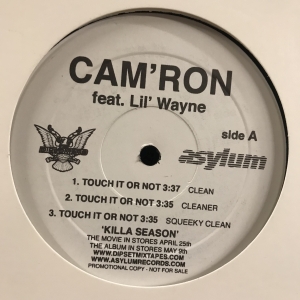 CAM'RON
feat. Lil' Wayne
side A
asylum
1. TOUCH IT OR NOT 3:37 CLEAN
2. TOUCH IT OR NOT 3:35 CLEANER
3. TOUCH IT OR NOT 3:35 SQUEEKY CLEAN
'KILLA SEASON'
THE MOVIE IN STORES APRIL 25th
THE ALBUM IN STORES MAY 9th
WWW.DIPSETMIXTAPES.COM
WWW.ASYLUMRECORDS.COM
PROMOTIONAL COPY - NOT FOR SALE